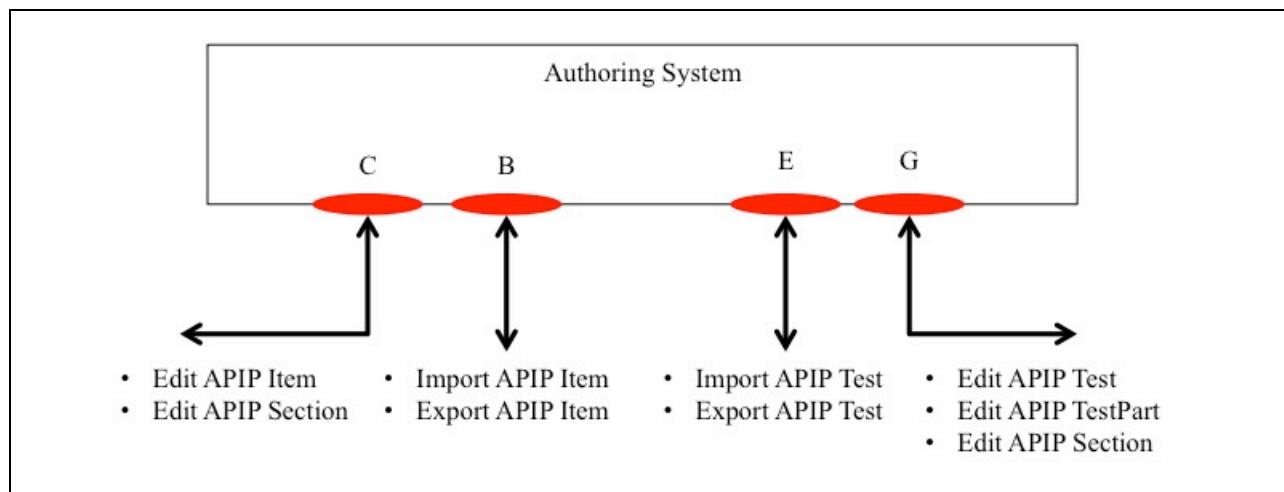 Authoring System
C B E G
• Edit APIP Item
• Edit APIP Section
• Import APIP Item
• Export APIP Item
• Import APIP Test
• Export APIP Test
• Edit APIP Test
• Edit APIP TestPart
• Edit APIP Section